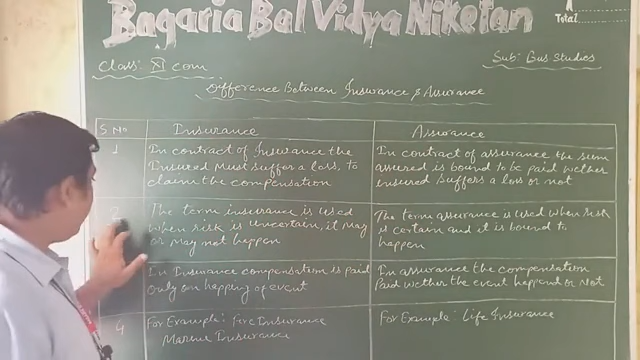 Bagaria Bal Vidya Niketan
Total
Class: XI com
Sub: Bus Studies
Difference Between Insurance & Assurance
S No
Insurance
Assurance
1
In contract of Insurance the
Insured Must Suffer a loss, to
claim the compensation
In contract of assurance the sum
assured is bound to be paid wether
insured suffers a loss or not
2
The term insurance is used
when risk is uncertain, it may
or may not happen
The term assurance is used when risk
is certain and it is bound to
happen
In Insurance compensation is paid
only on happing of event
In assurance the compensation
Paid wether the event happend or Not
4
For Example: Fire Insurance
Marine Insurance
For Example: Life Insurance